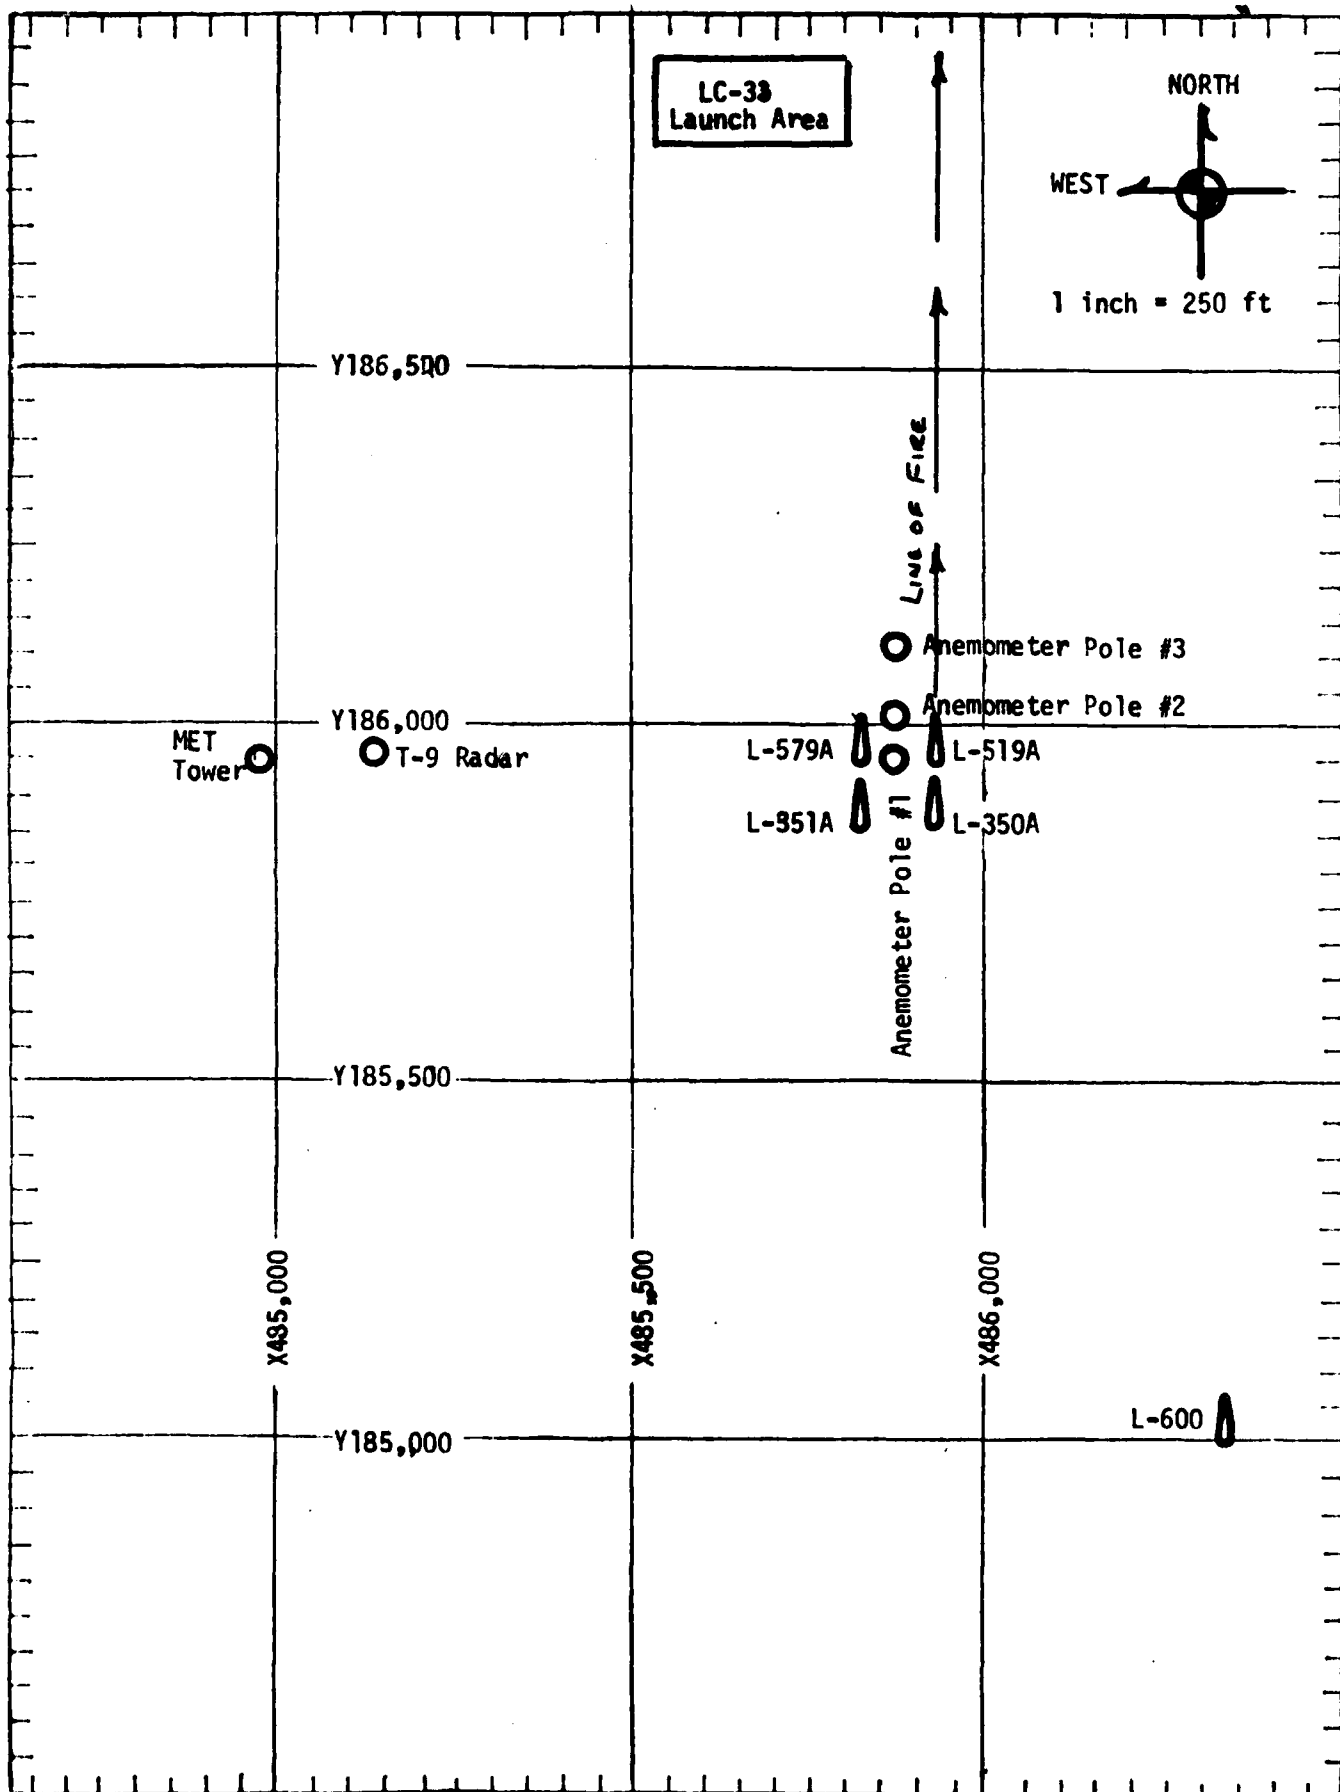 LC-33
Launch Area
NORTH
WEST
1 inch = 250 ft
Y186,500
LINE OF FIRE
Anemometer Pole #3
Y186,000
Anemometer Pole #2
MET
Tower
T-9 Radar
L-579A
L-519A
L-351A
L-350A
Anemometer Pole #1
Y185,500
X485,000
X485,500
X486,000
L-600
Y185,000